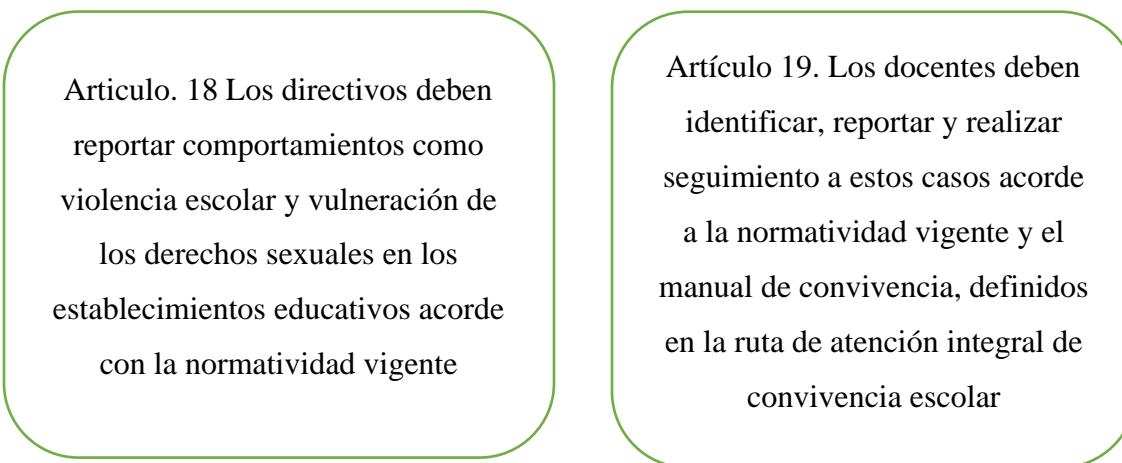 Articulo. 18 Los directivos deben
reportar comportamientos como
violencia escolar y vulneración de
los derechos sexuales en los
establecimientos educativos acorde
con la normatividad vigente
Artículo 19. Los docentes deben
identificar, reportar y realizar
seguimiento a estos casos acorde
a la normatividad vigente y el
manual de convivencia, definidos
en la ruta de atención integral de
convivencia escolar